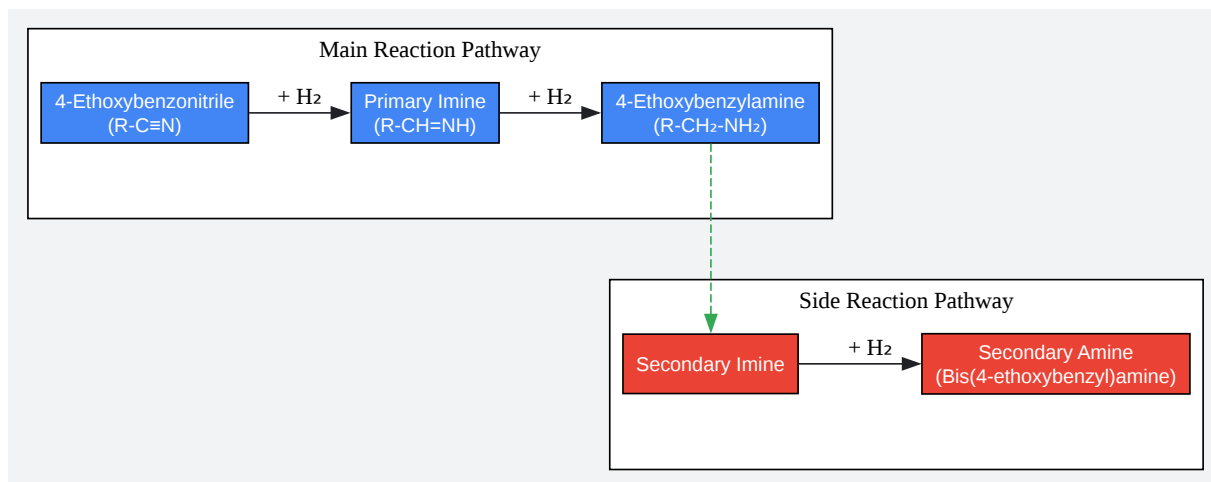 Main Reaction Pathway
4-Ethoxybenzonitrile
(R-C≡N)
+ H₂
Primary Imine
(R-CH=NH)
+ H₂
4-Ethoxybenzylamine
(R-CH₂-NH₂)
Side Reaction Pathway
Secondary Imine
+ H₂
Secondary Amine
(Bis(4-ethoxybenzyl)amine)